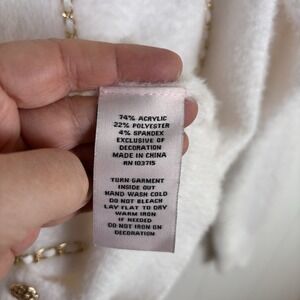 74% ACRYLIC
22% POLYESTER
4% SPANDEX
EXCLUSIVE OF
DECORATION
MADE IN CHINA
RN 103715
TURN GARMENT
INSIDE OUT
HAND WASH COLD
DO NOT BLEACH
LAY FLAT TO DRY
WARM IRON
IF NEEDED
DO NOT IRON ON
DECORATION